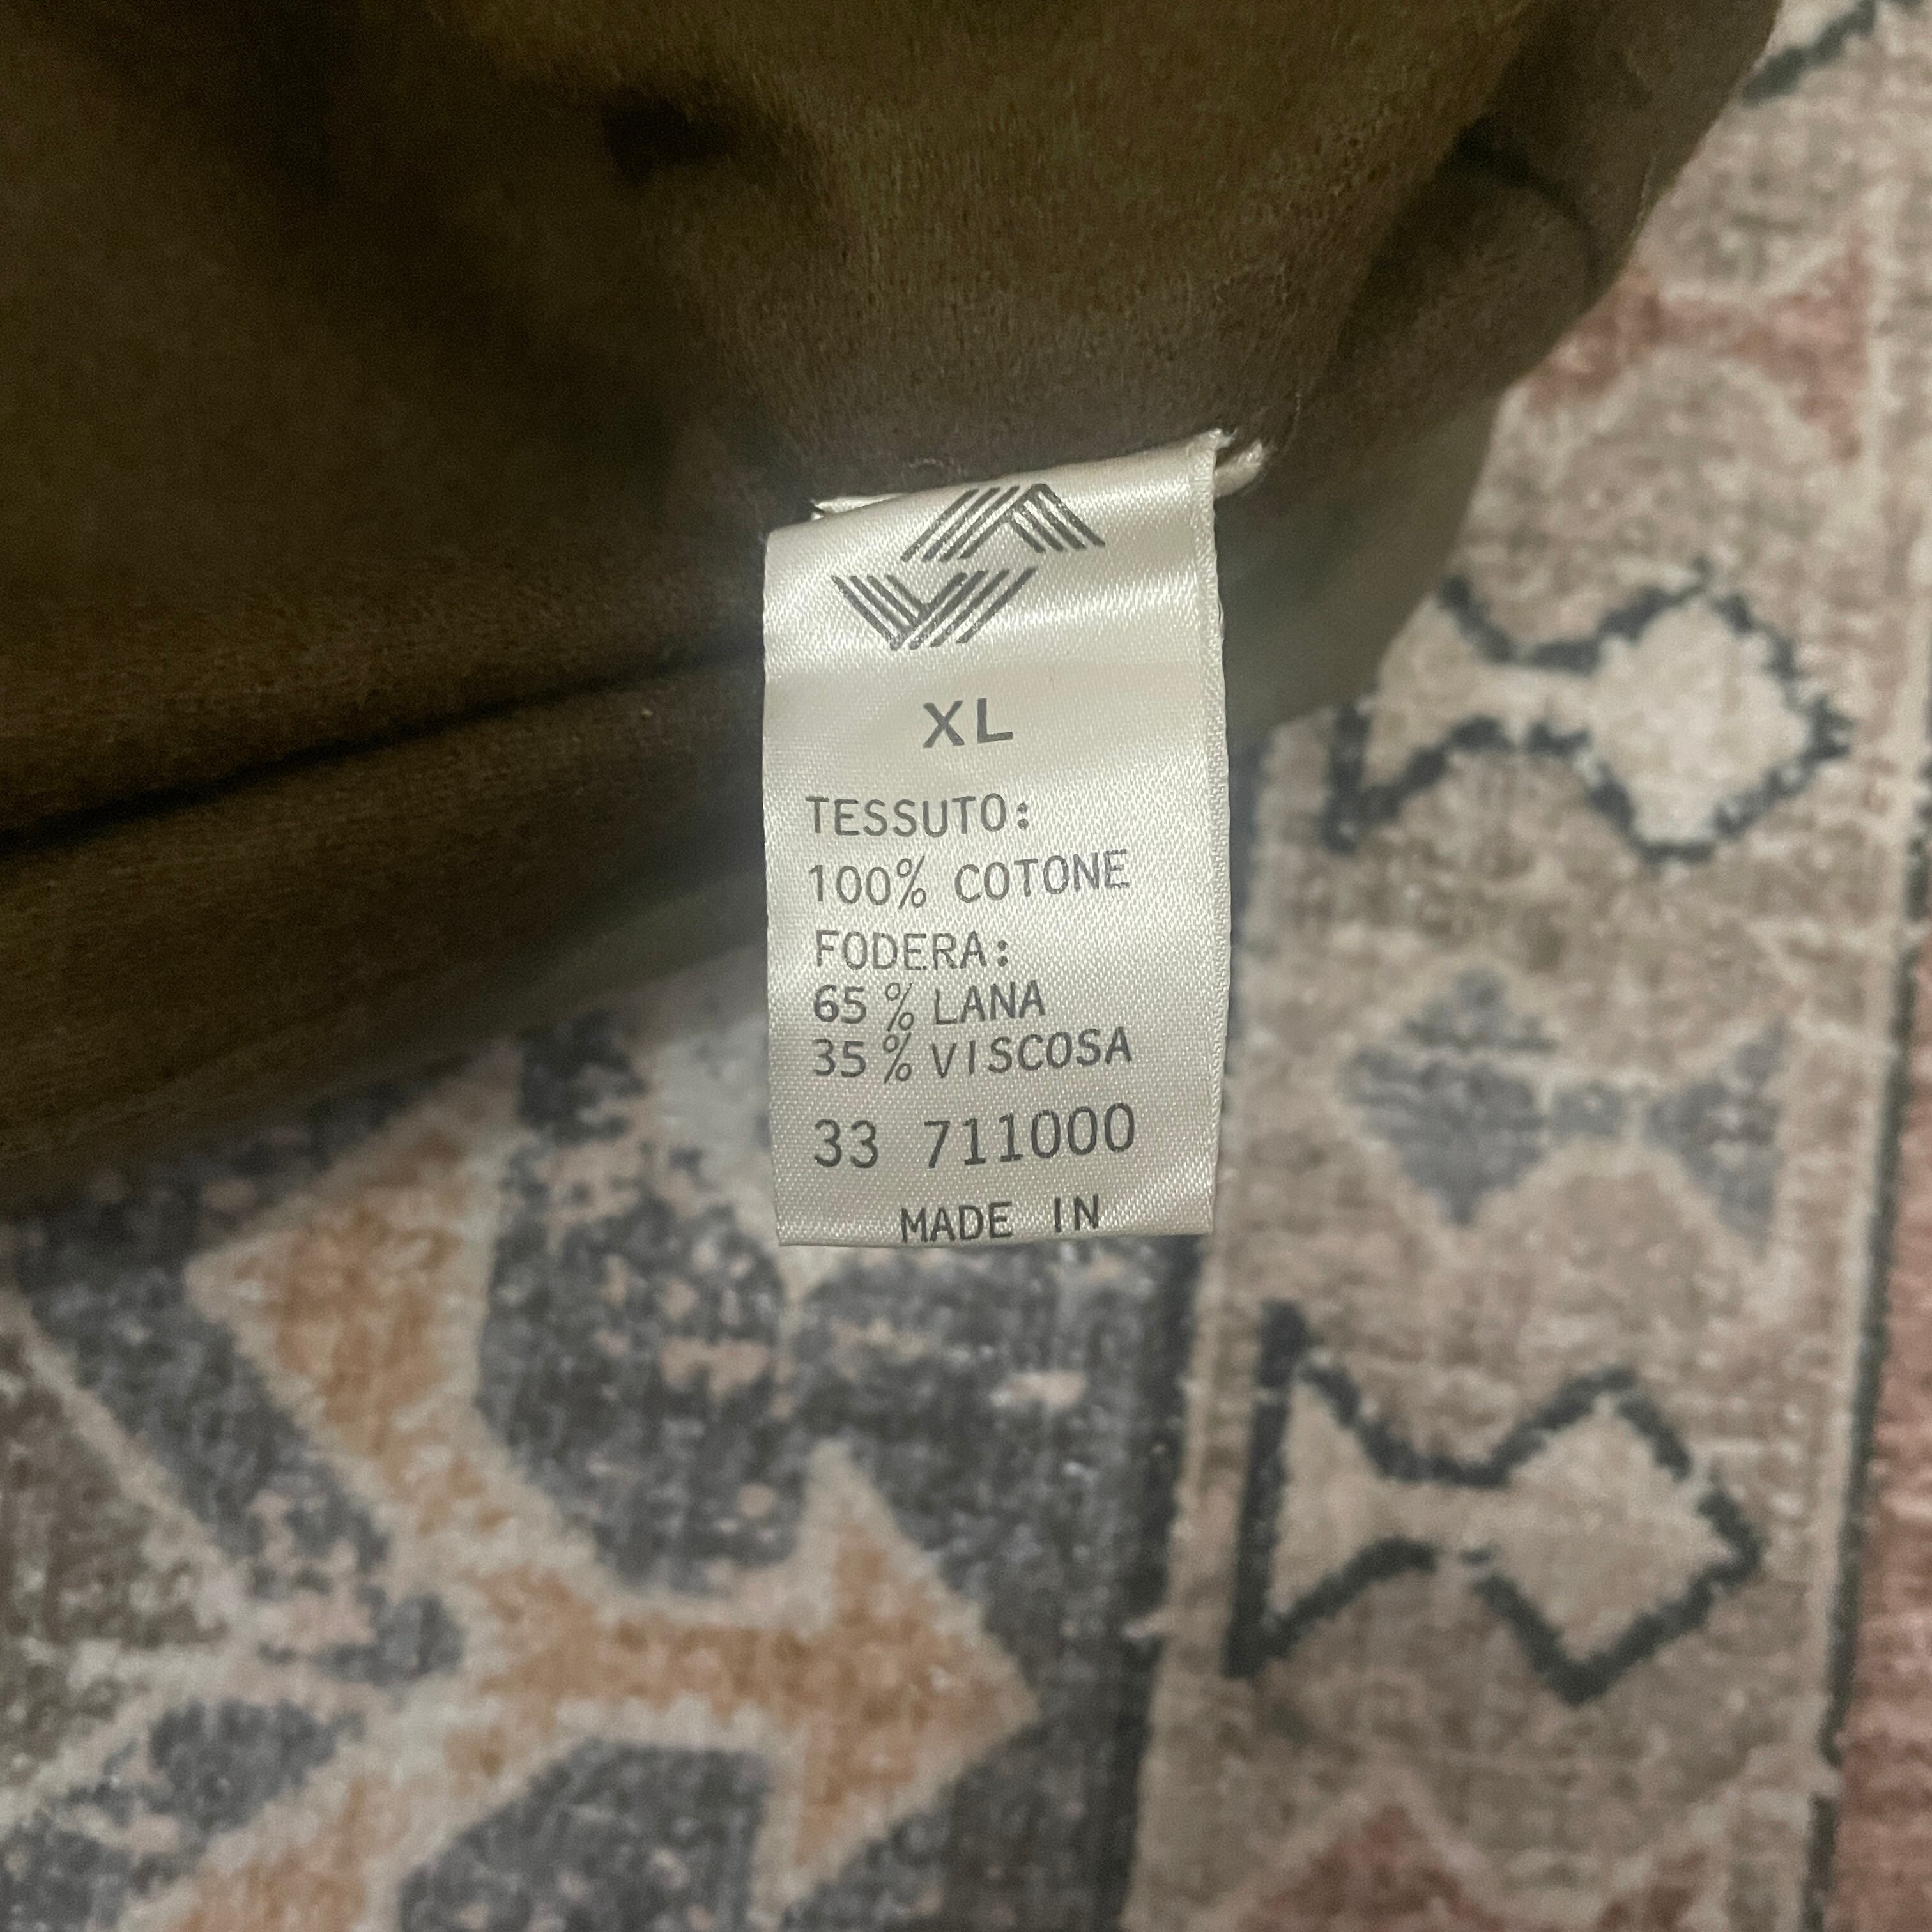 XL
TESSUTO:
100% COTONE
FODERA:
65% LANA
35% VISCOSA
33 711000
MADE IN